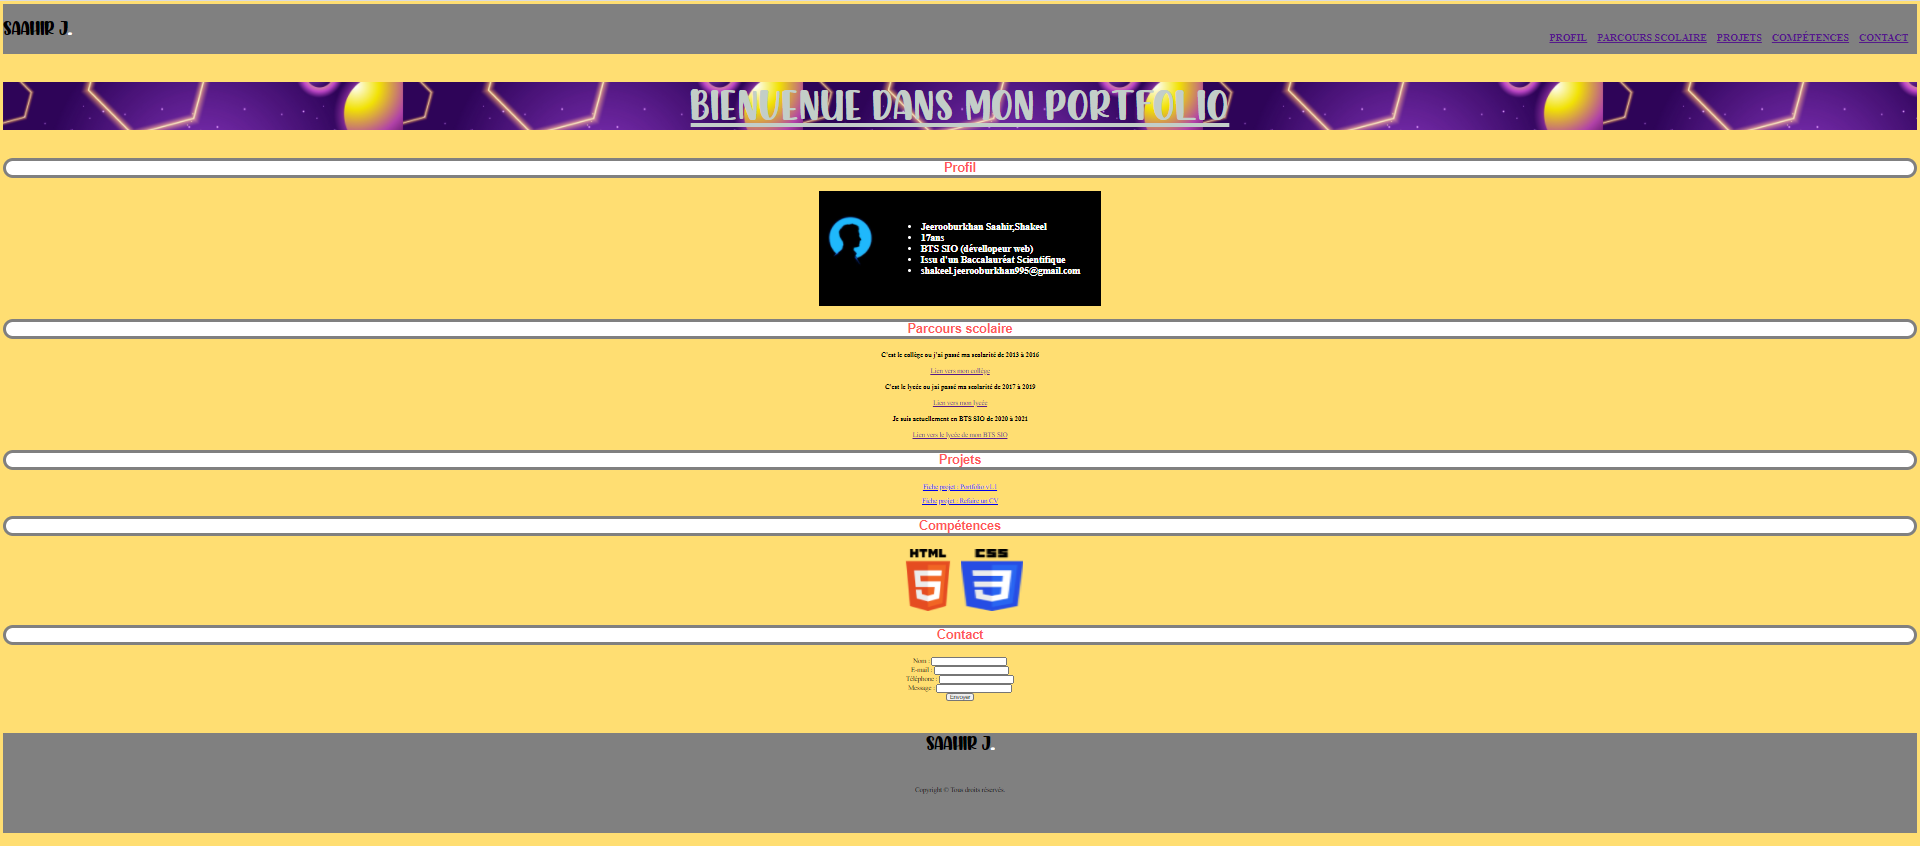 SAAHIR J.
PROFIL PARCOURS SCOLAIRE PROJETS COMPÉTENCES CONTACT
BIENVENUE DANS MON PORTFOLIO
Profil
Jeerooburkhan Saahir,Shakeel
17ans
BTS SIO (dévellopeur web)
Issu d'un Baccalauréat Scientifique
shakeel.jeerooburkhan995@gmail.com
Parcours scolaire
C'est le collège ou j'ai passé ma scolarité de 2013 à 2016
Lien vers mon collège
C'est le lycée ou jai passé ma scolarité de 2017 à 2019
Lien vers mon lycée
Je suis actuellement en BTS SIO de 2020 à 2021
Lien vers le lycée de mon BTS SIO
Projets
Fiche projet : Portfolio v1.1
Fiche projet : Refaire un CV
Compétences
HTML CSS
5 3
Contact
Nom :
E-mail :
Téléphone :
Message :
Envoyer
SAAHIR J.
Copyright © Tous droits réservés.